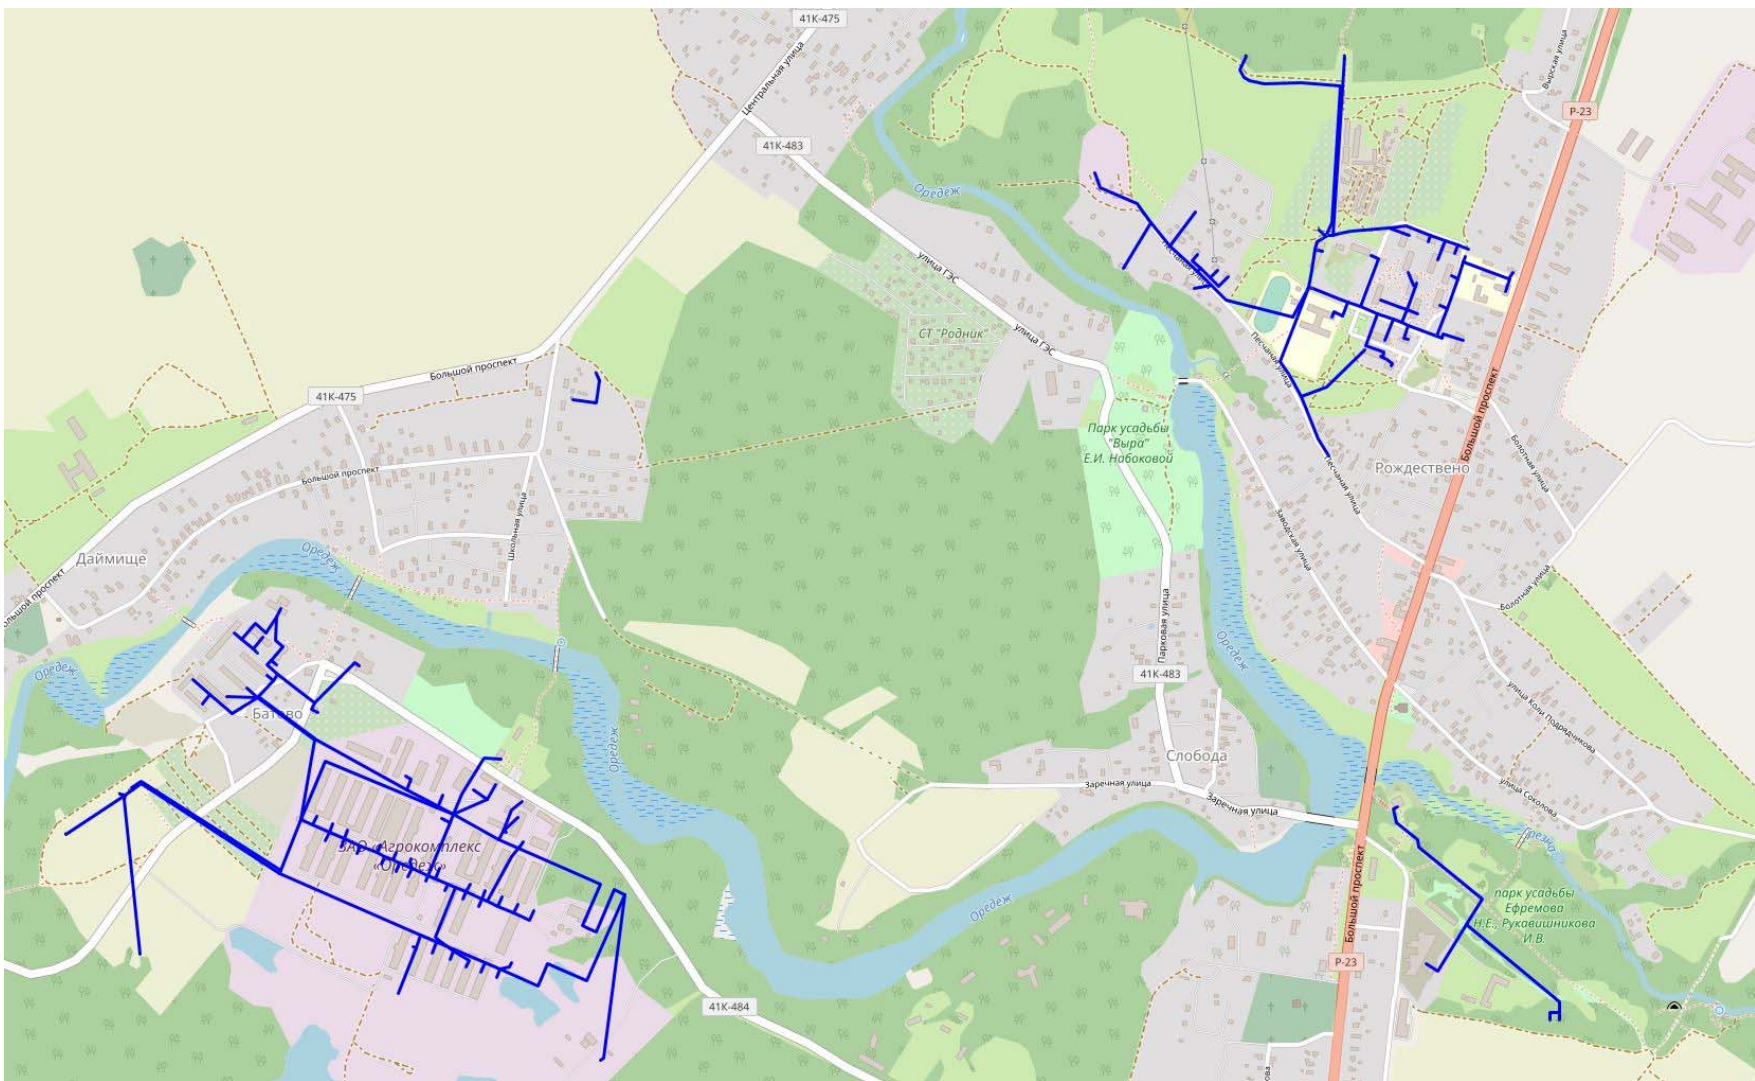 41К-475
Центральная улица
Вырская улица
Р-23
41К-483
Оредеж
Песчаная улица
улица ГЭС
СТ "Родник"
улица ГЭС
Песчаная улица
Большой проспект
41К-475
Большой проспект
Парк усадьбы
"Выра"
Е.И. Набоковой
Болотная улица
Рождествено
Большой проспект
Песчаная улица
Школьная улица
Заводская улица
Даймище
Оредеж
Большой проспект
Болотная улица
Парковая улица
Оредеж
Оредеж
41К-483
улица Коли Подрядчикова
Батово
Оредеж
Слобода
Заречная улица
Заречная улица
улица Соколова
Грезна
ЗАО «Агрокомплекс
«Оредеж»
Большой проспект
Оредеж
парк усадьбы
Ефремова
Н.Е., Рукавишникова
И.В.
Р-23
41К-484